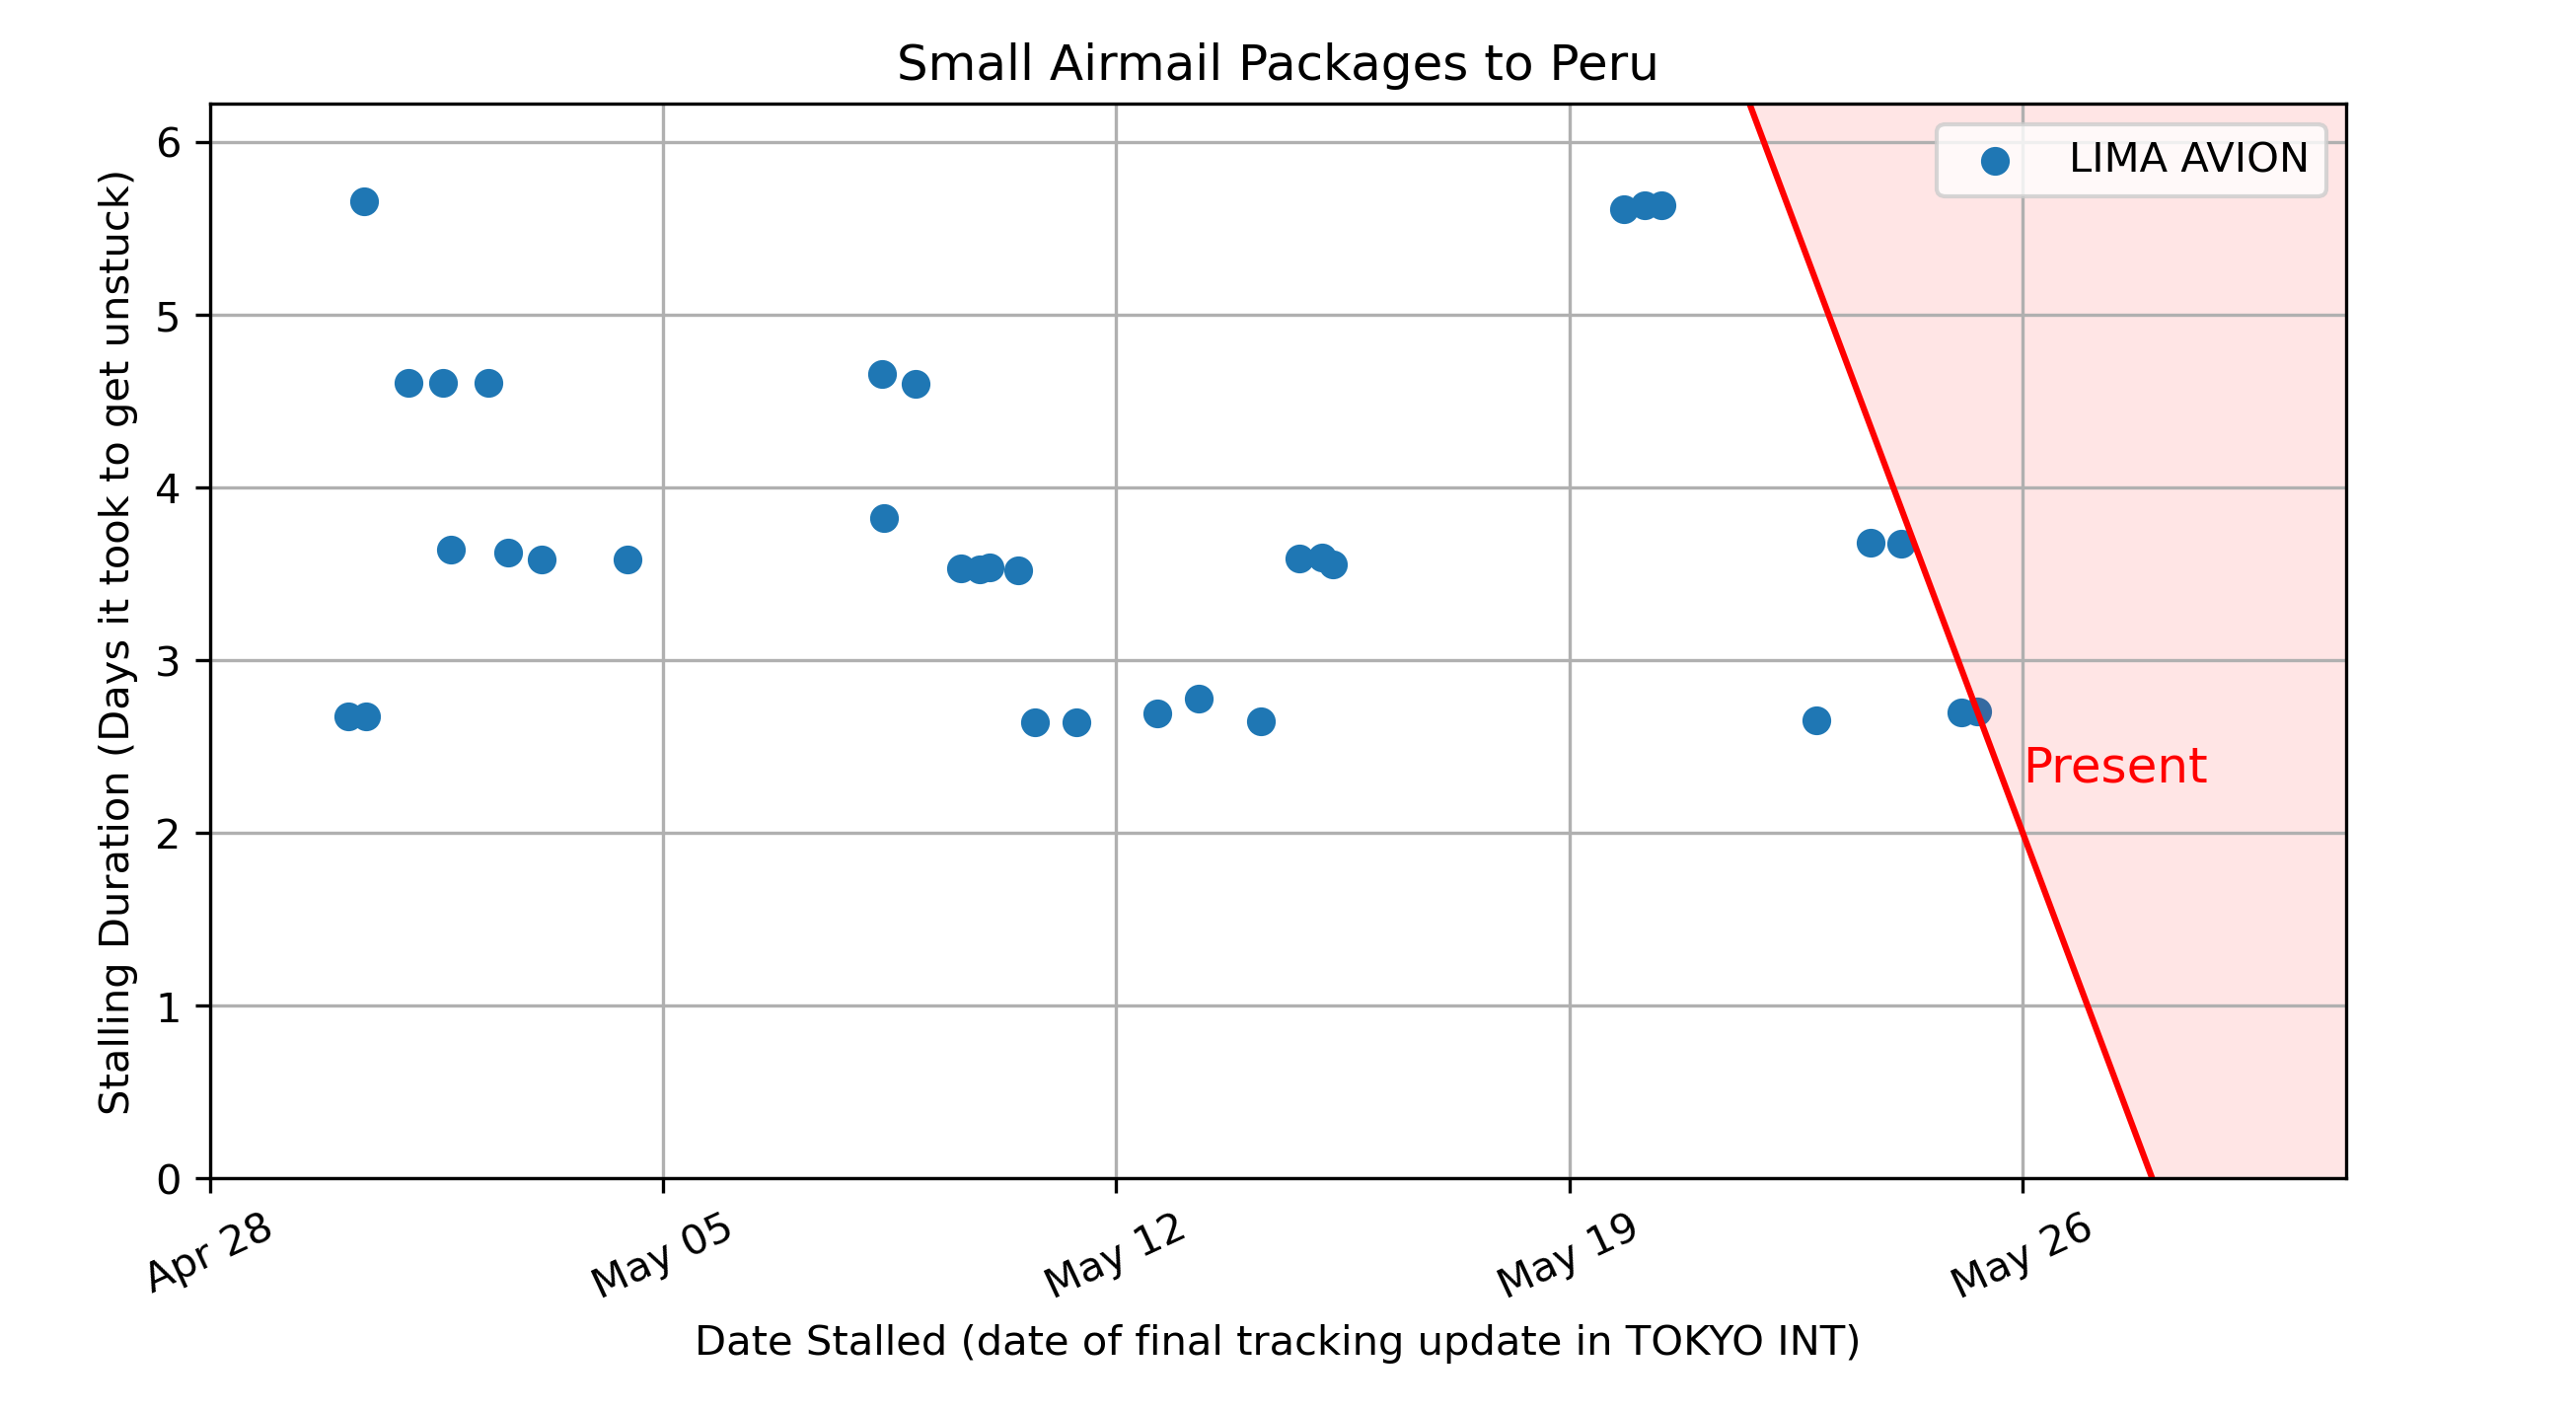 Small Airmail Packages to Peru
LIMA AVION
Stalling Duration (Days it took to get unstuck)
6
5
4
3
2
1
0
Present
Apr 28
May 05
May 12
May 19
May 26
Date Stalled (date of final tracking update in TOKYO INT)